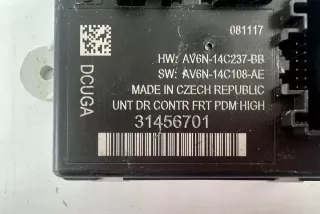 081117
HW: AV6N-14C237-BB
SW: AV6N-14C108-AE
MADE IN CZECH REPUBLIC
UNT DR CONTR FRT PDM HIGH
31456701
DCUGA